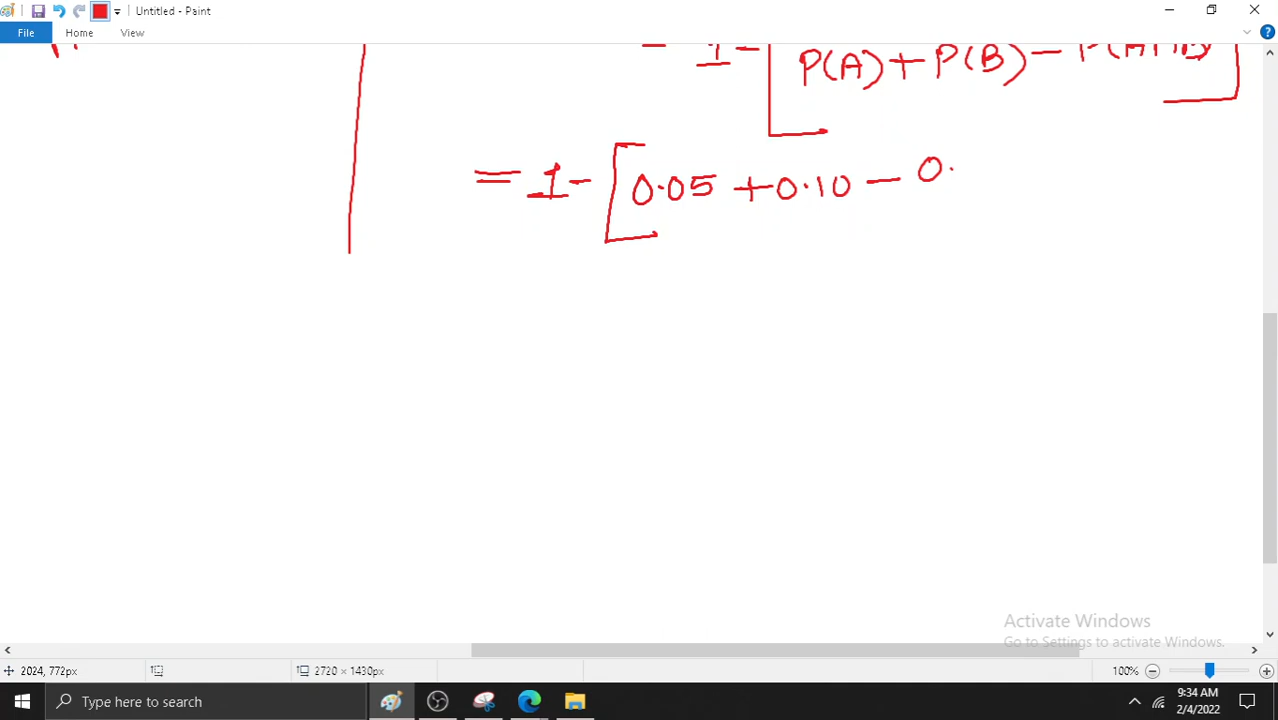 Untitled - Paint
File Home View
= 1 - [ P(A) + P(B) - P(A∩B) ]
= 1 - [ 0.05 + 0.10 - 0.
Activate Windows
Go to Settings to activate Windows.
2024, 772px 2720 × 1430px 100%
Type here to search
9:34 AM
2/4/2022